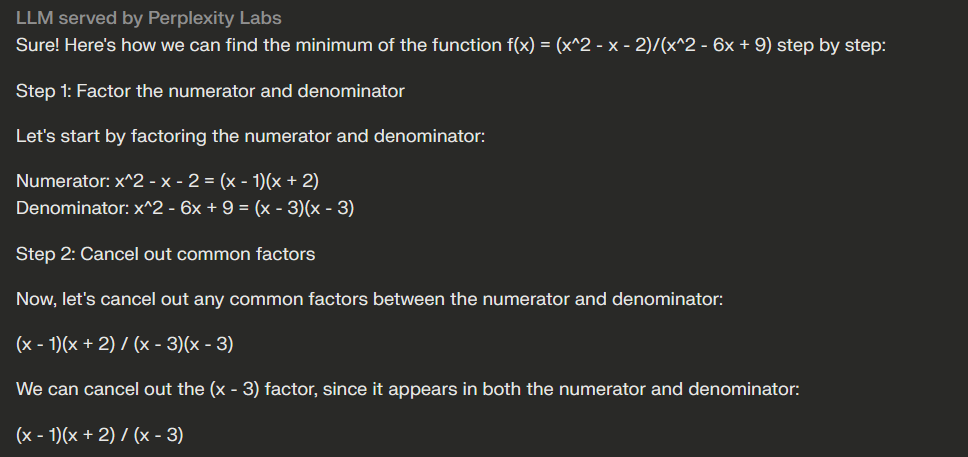 LLM served by Perplexity Labs
Sure! Here's how we can find the minimum of the function f(x) = (x^2 - x - 2)/(x^2 - 6x + 9) step by step:
Step 1: Factor the numerator and denominator
Let's start by factoring the numerator and denominator:
Numerator: x^2 - x - 2 = (x - 1)(x + 2)
Denominator: x^2 - 6x + 9 = (x - 3)(x - 3)
Step 2: Cancel out common factors
Now, let's cancel out any common factors between the numerator and denominator:
(x - 1)(x + 2) / (x - 3)(x - 3)
We can cancel out the (x - 3) factor, since it appears in both the numerator and denominator:
(x - 1)(x + 2) / (x - 3)